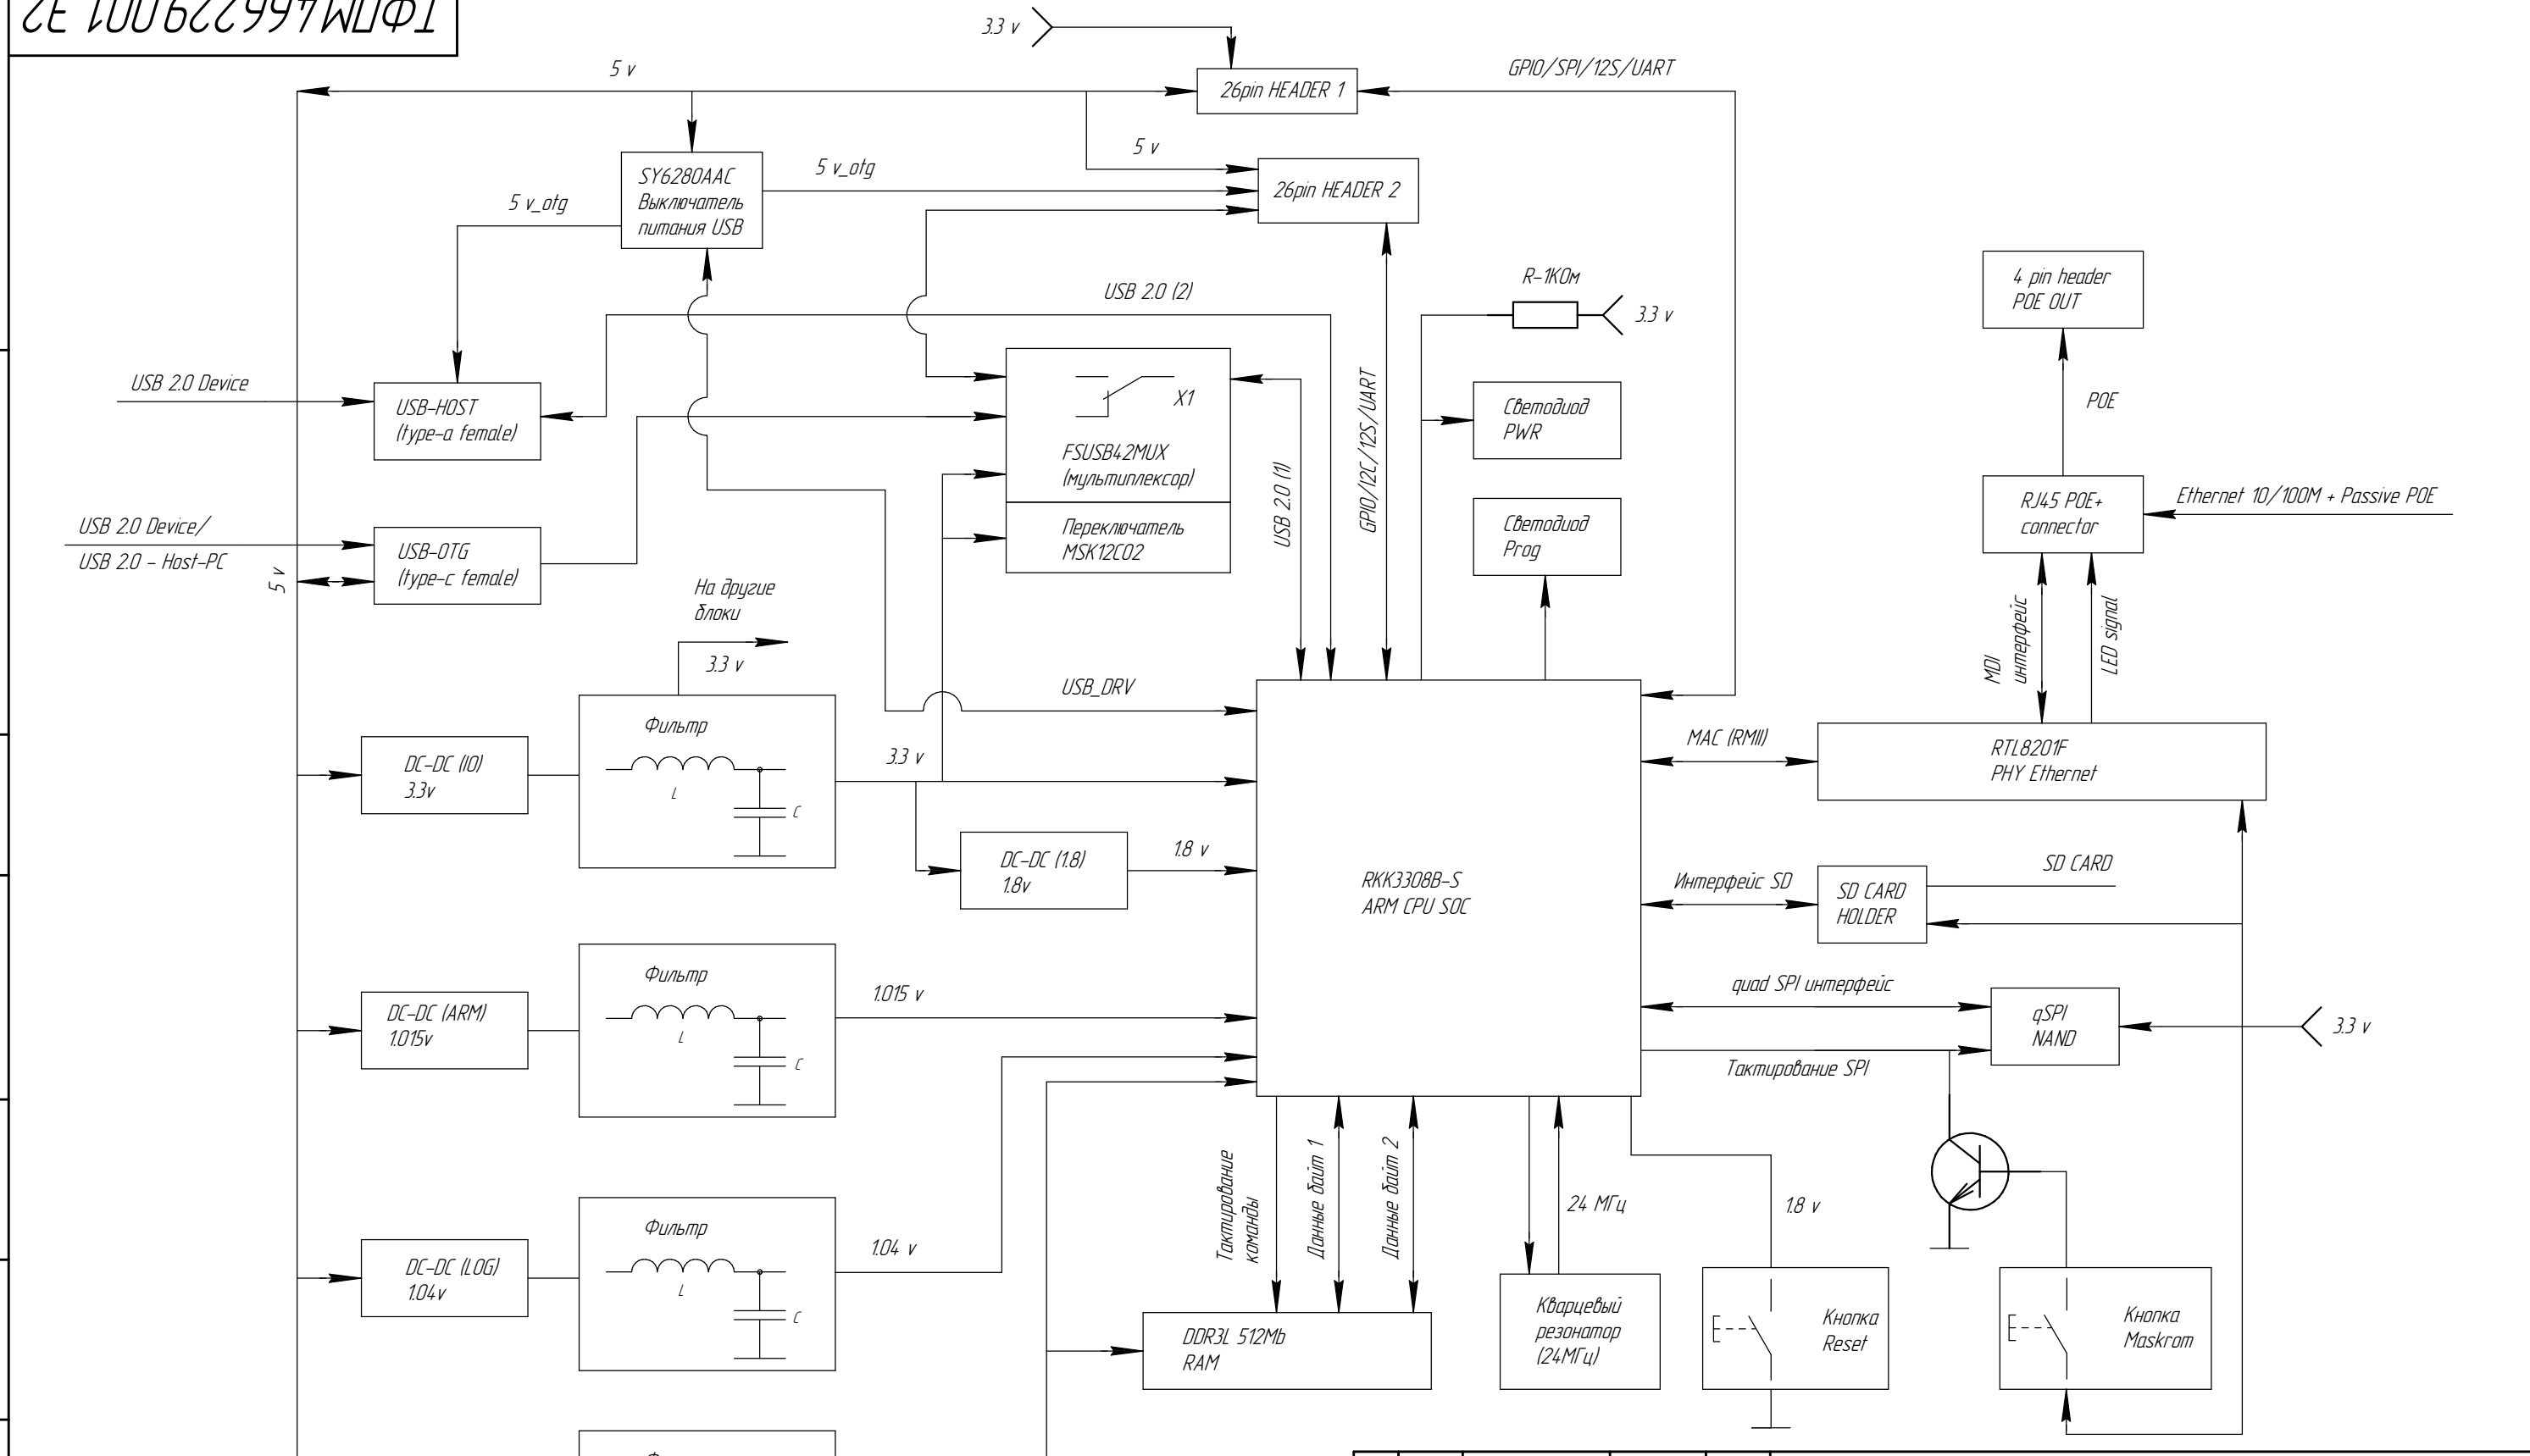 ТФПМ466229 001 Э2
3.3 v
5 v
26pin HEADER 1
GPIO/SPI/12S/UART
SY6280AAC
Выключатель
питания USB
5 v_otg
5 v
26pin HEADER 2
5 v_otg
USB 2.0 (2)
R-1КОм
3.3 v
4 pin header
POE OUT
USB 2.0 Device
USB-HOST
(type-a female)
X1
FSUSB42MUX
(мультиплексор)
Переключатель
MSK12C02
USB 2.0 (1)
GPIO/12C/12S/UART
Светодиод
PWR
Светодиод
Prog
POE
RJ45 POE+
connector
Ethernet 10/100M + Passive POE
USB 2.0 Device/
USB 2.0 - Host-PC
USB-OTG
(type-c female)
5 v
На другие
блоки
3.3 v
MDI
интерфейс
LED signal
USB_DRV
DC-DC (IO)
3.3v
Фильтр
L
C
3.3 v
DC-DC (1.8)
1.8v
1.8 v
RKK3308B-S
ARM CPU SOC
MAC (RMII)
RTL8201F
PHY Ethernet
Интерфейс SD
SD CARD
HOLDER
SD CARD
DC-DC (ARM)
1.015v
Фильтр
L
C
1.015 v
quad SPI интерфейс
qSPI
NAND
3.3 v
Тактирование SPI
DC-DC (LOG)
1.04v
Фильтр
L
C
1.04 v
Тактирование
команды
Данные байт 1
Данные байт 2
24 МГц
1.8 v
DDR3L 512Mb
RAM
Кварцевый
резонатор
(24МГц)
Кнопка
Reset
Кнопка
Maskrom